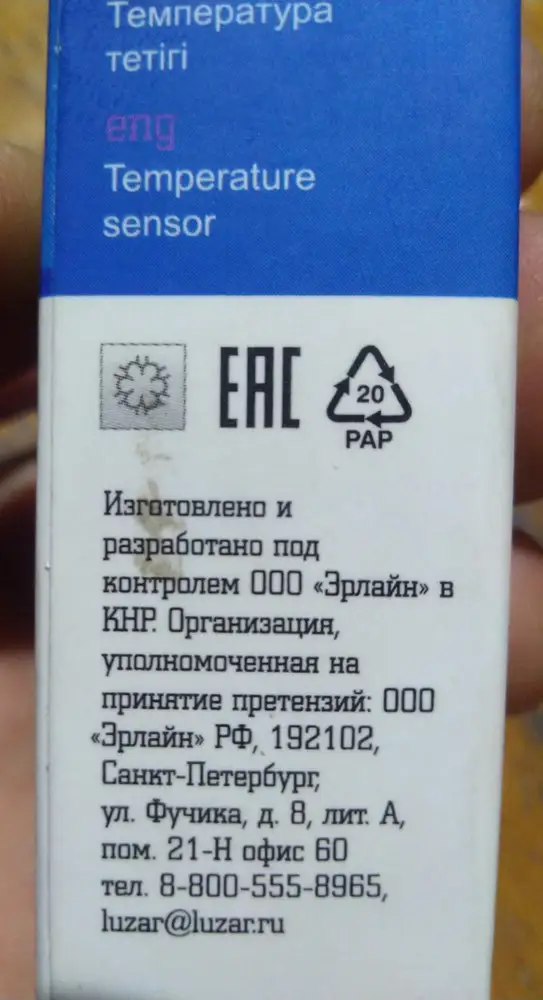 Температура
тетігі
eng
Temperature
sensor
EAC
20
PAP
Изготовлено и
разработано под
контролем ООО «Эрлайн» в
КНР. Организация,
уполномоченная на
принятие претензий: ООО
«Эрлайн» РФ, 192102,
Санкт-Петербург,
ул. Фучика, д. 8, лит. А,
пом. 21-Н офис 60
тел. 8-800-555-8965,
luzar@luzar.ru